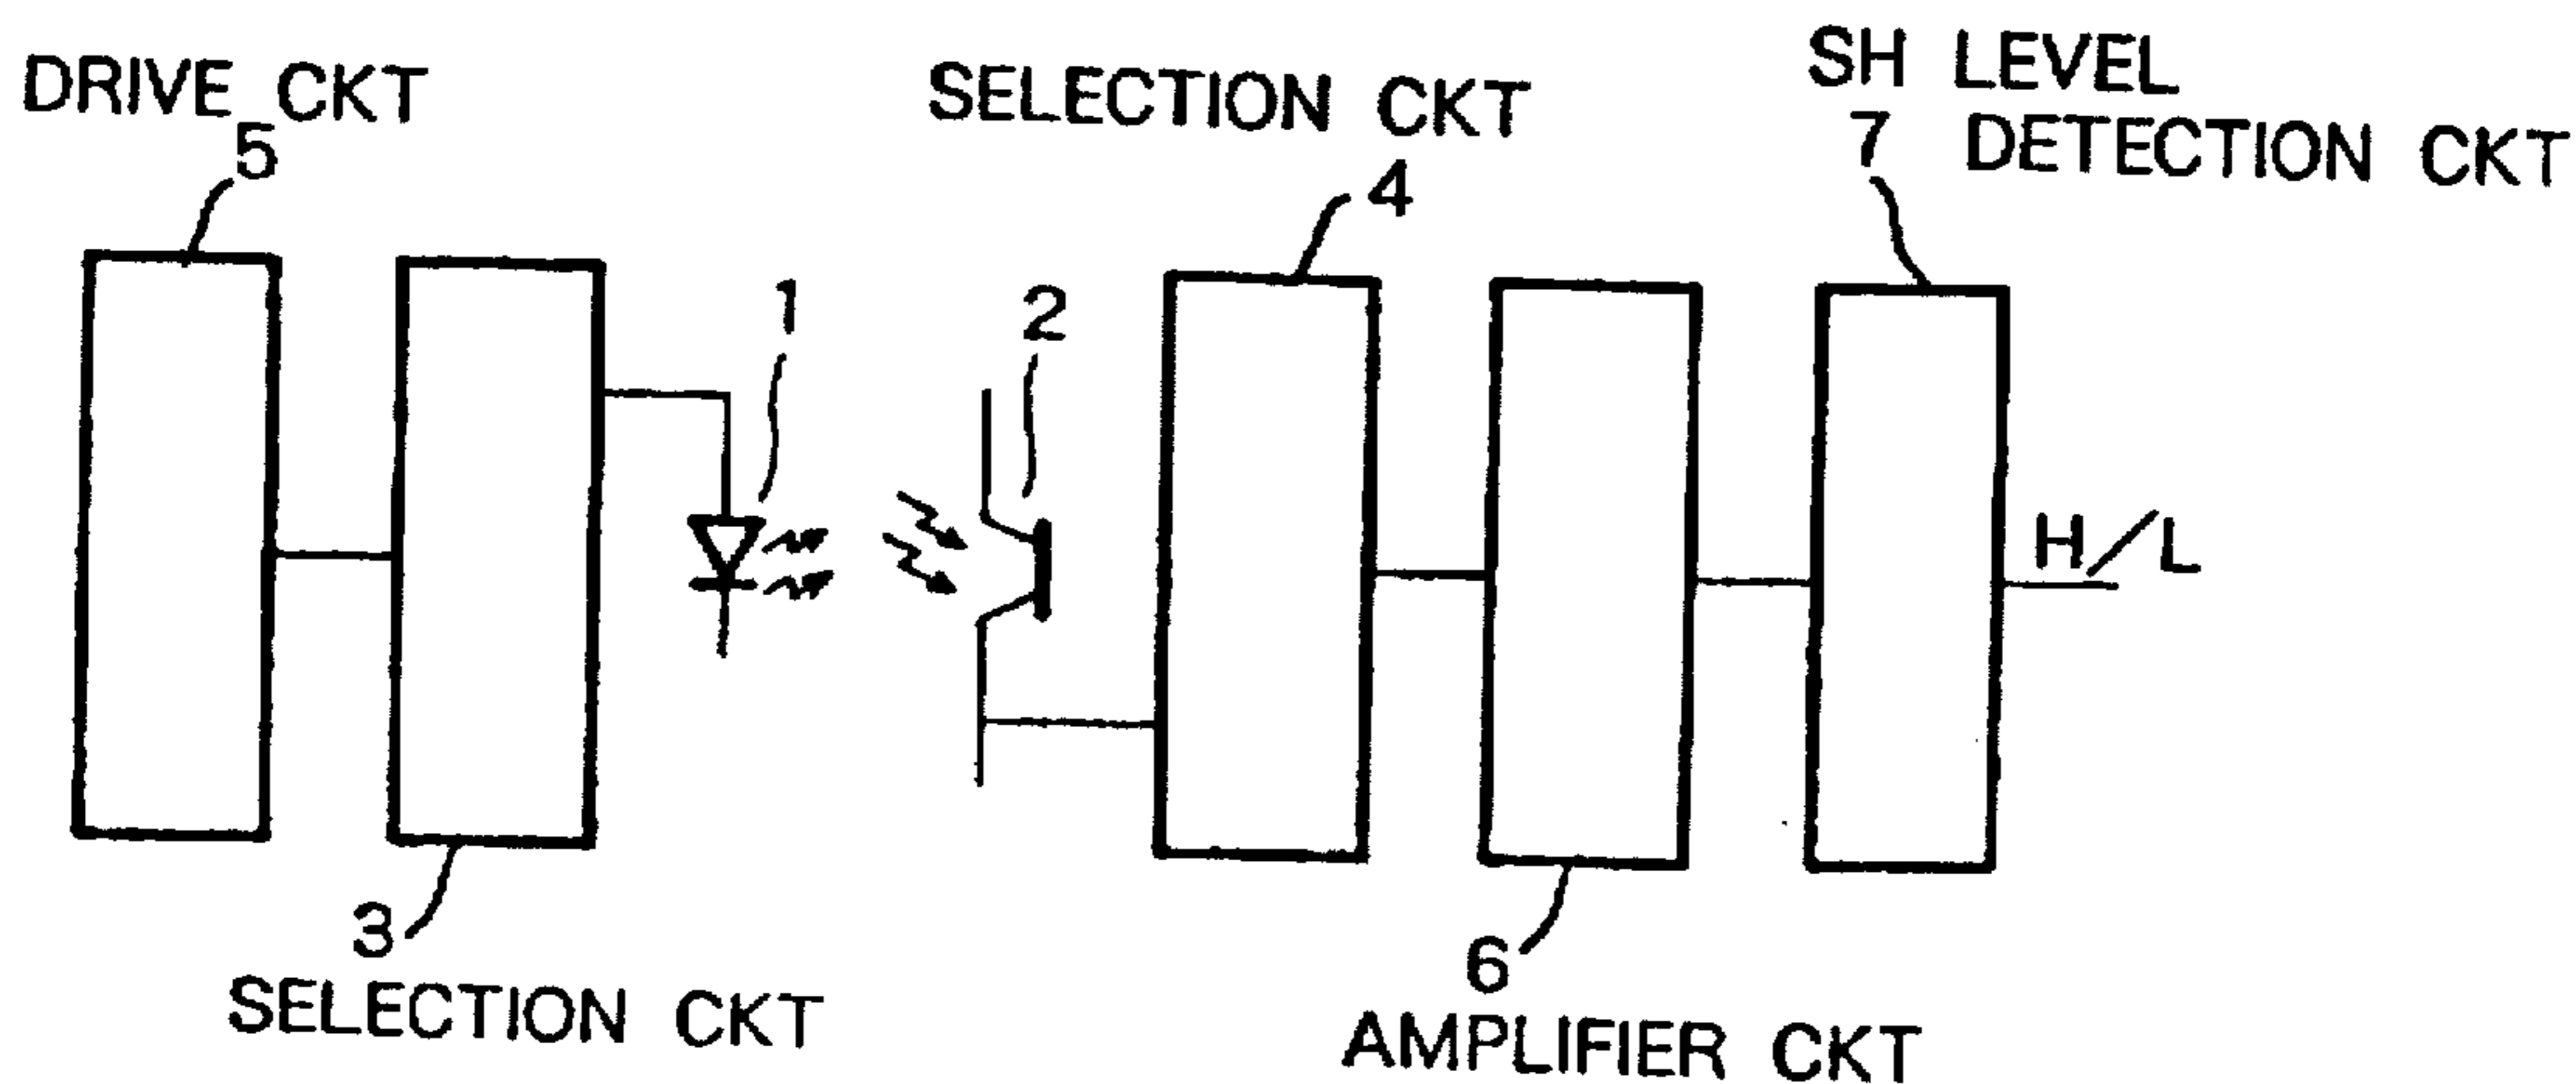 DRIVE CKT
5
SELECTION CKT
4
SH LEVEL
7 DETECTION CKT
1
2
H/L
3
SELECTION CKT
6
AMPLIFIER CKT